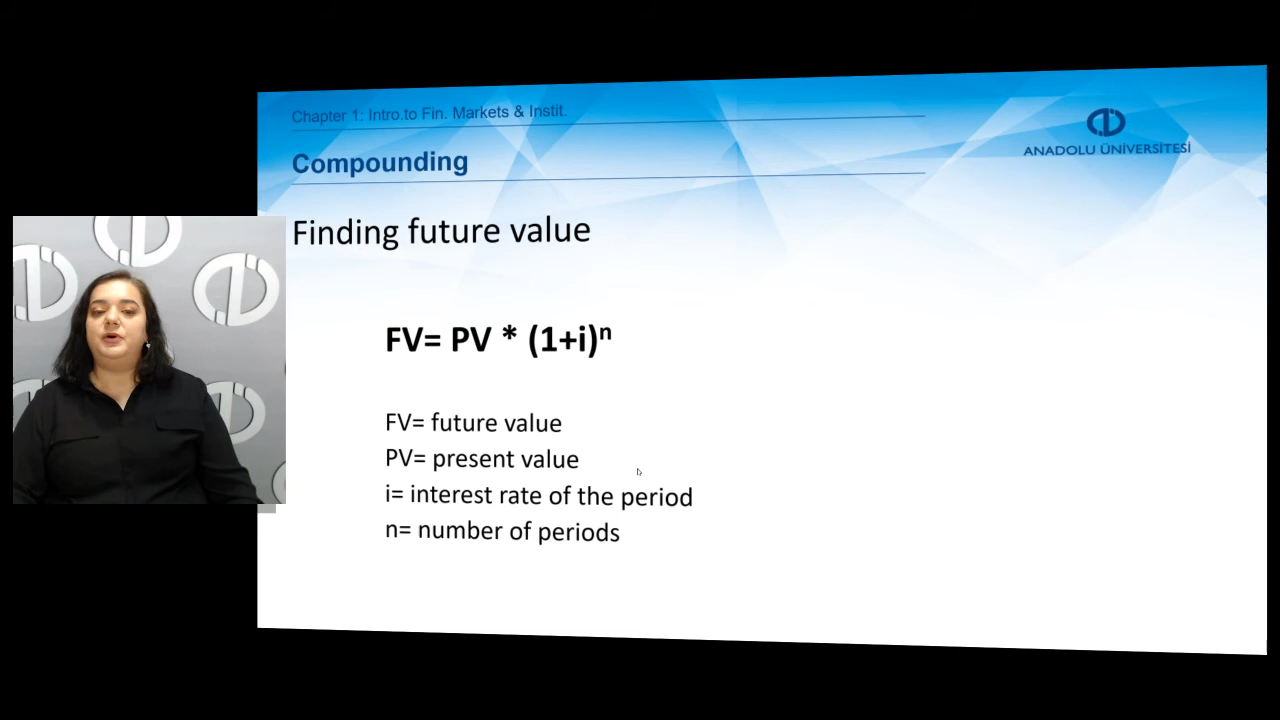 Chapter 1: Intro.to Fin. Markets & Instit.
ANADOLU ÜNİVERSİTESİ
Compounding
Finding future value
FV= PV * (1+i)ⁿ
FV= future value
PV= present value
i= interest rate of the period
n= number of periods